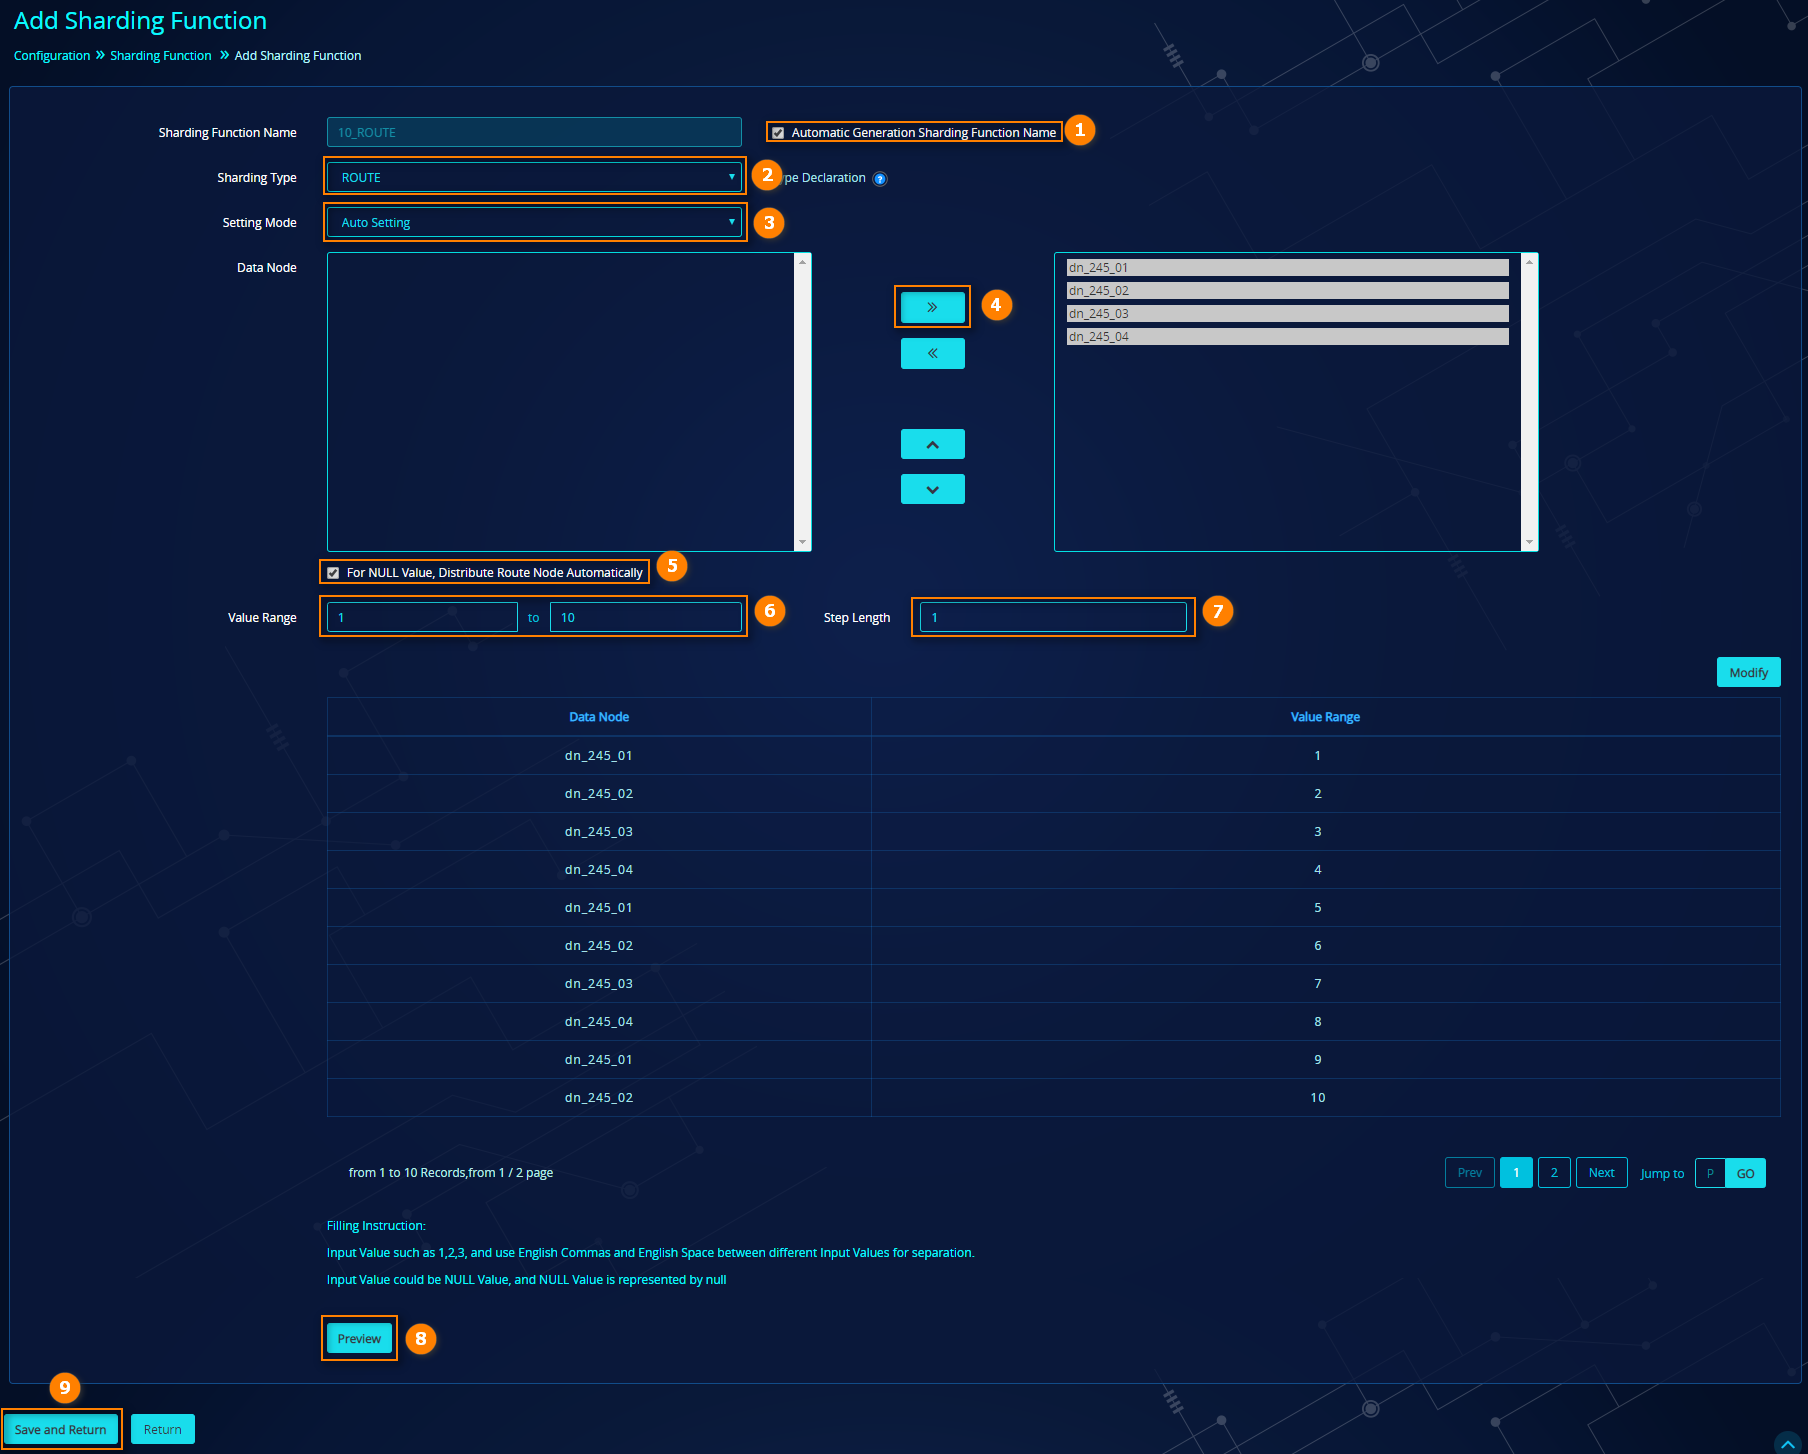 Add Sharding Function
Configuration » Sharding Function » Add Sharding Function
Sharding Function Name 10_ROUTE Automatic Generation Sharding Function Name 1
Sharding Type ROUTE 2 ype Declaration ?
Setting Mode Auto Setting 3
Data Node
dn_245_01
dn_245_02
dn_245_03
dn_245_04
» 4
«
For NULL Value, Distribute Route Node Automatically 5
Value Range 1 to 10 6 Step Length 1 7
Modify
Data Node Value Range
dn_245_01 1
dn_245_02 2
dn_245_03 3
dn_245_04 4
dn_245_01 5
dn_245_02 6
dn_245_03 7
dn_245_04 8
dn_245_01 9
dn_245_02 10
from 1 to 10 Records,from 1 / 2 page Prev 1 2 Next Jump to P GO
Filling Instruction:
Input Value such as 1,2,3, and use English Commas and English Space between different Input Values for separation.
Input Value could be NULL Value, and NULL Value is represented by null
Preview 8
9
Save and Return Return